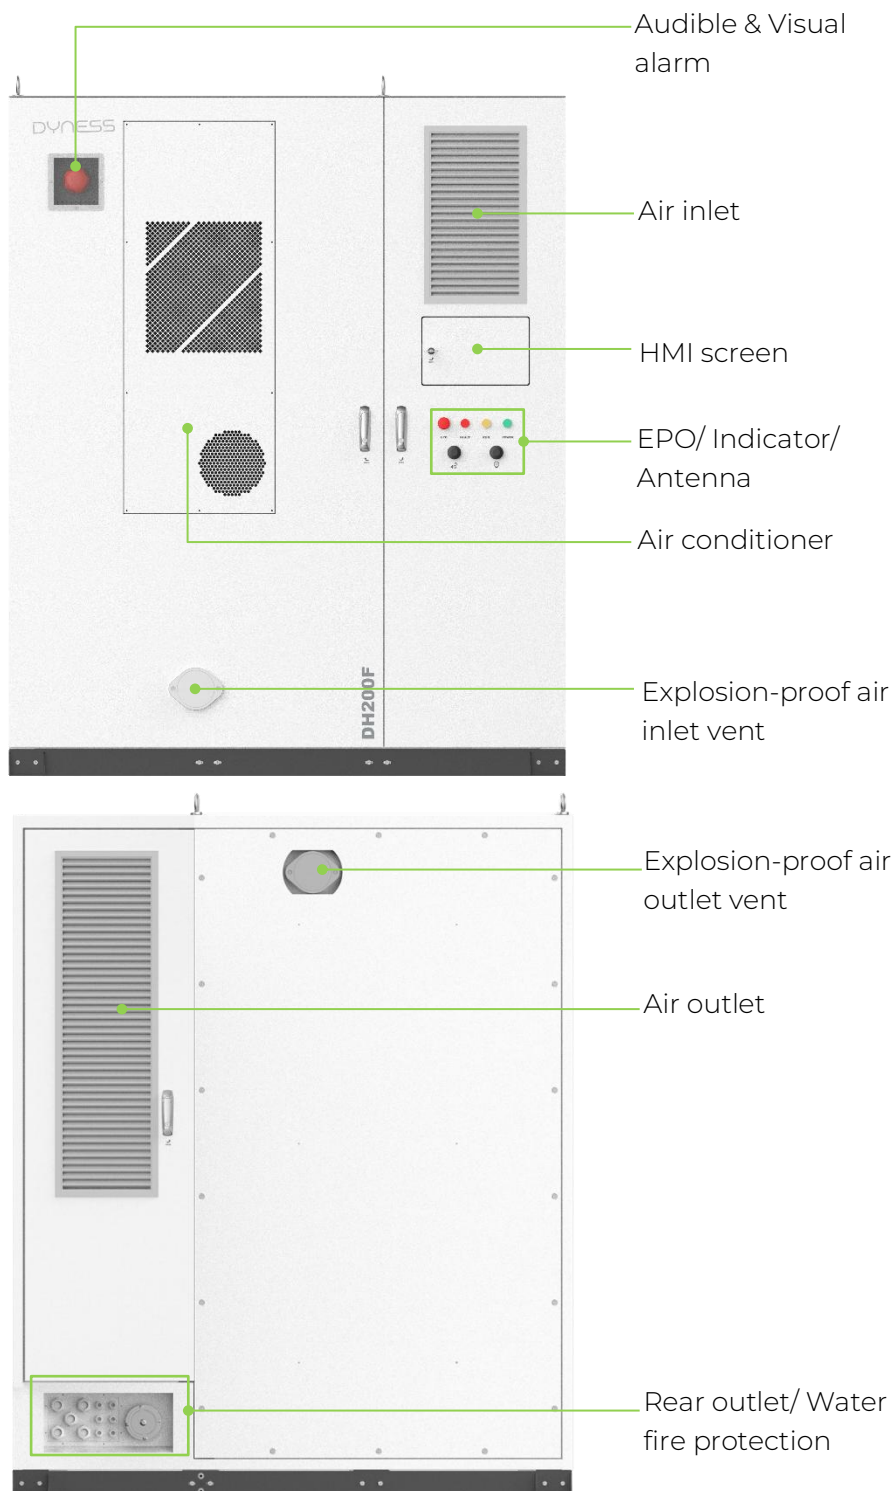 Audible & Visual
alarm
DYNESS
Air inlet
HMI screen
EPO/ Indicator/
Antenna
Air conditioner
Explosion-proof air
inlet vent
DH200F
Explosion-proof air
outlet vent
Air outlet
Rear outlet/ Water
fire protection